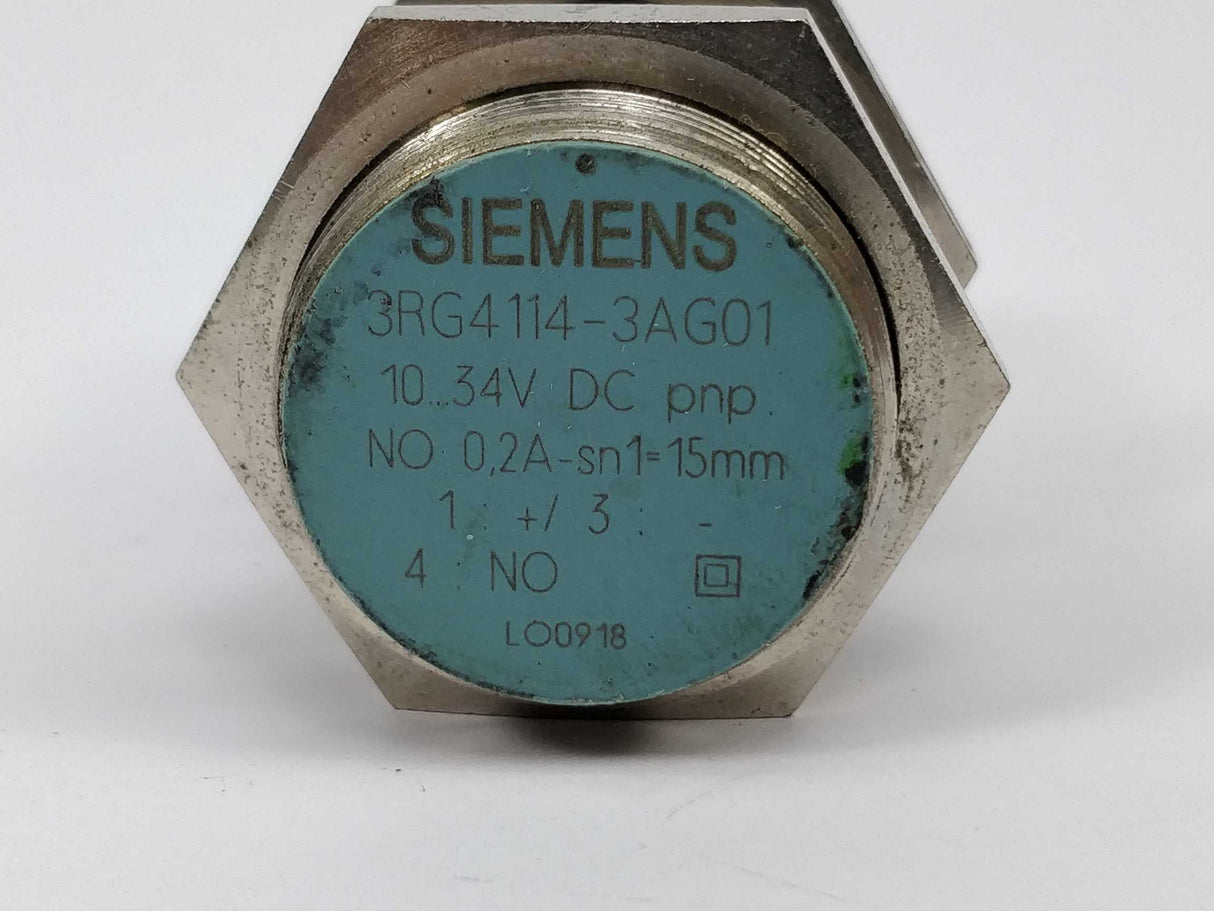 SIEMENS
3RG4114-3AG01
10...34V DC pnp
NO 0,2A-sn1=15mm
1 : +/ 3 : -
4 : NO
LO0918